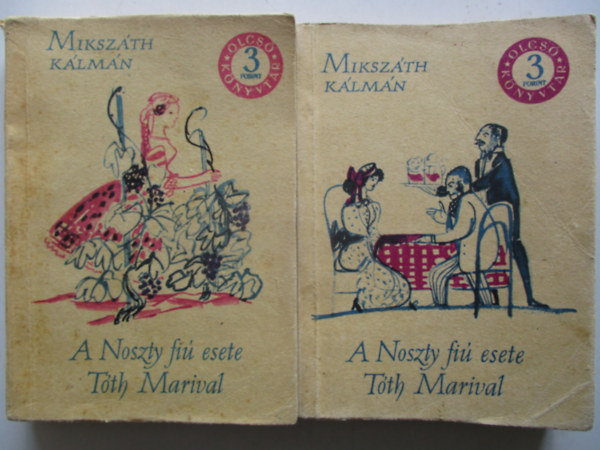 MIKSZÁTH
KÁLMÁN
OLCSÓ
3
FORINT
KÖNYVTÁR
A Noszty fiú esete
Tóth Marival
MIKSZÁTH
KÁLMÁN
OLCSÓ
3
FORINT
KÖNYVTÁR
A Noszty fiú esete
Tóth Marival